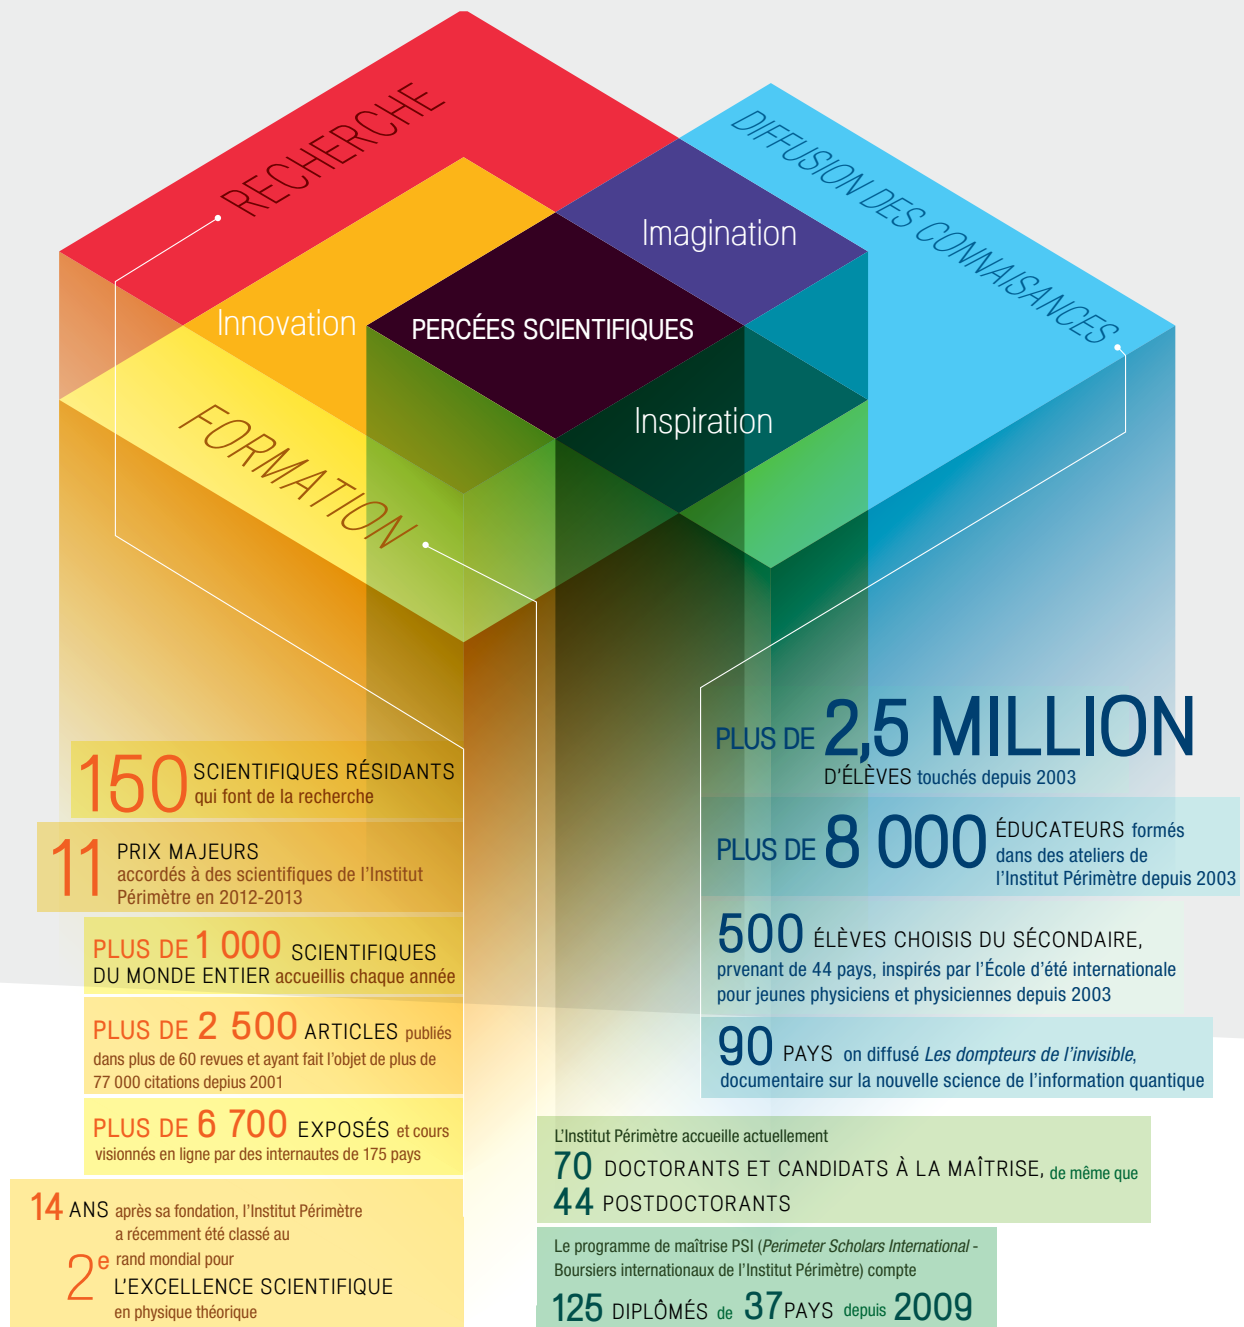 RECHERCHE
DIFFUSION DES CONNAISANCES
Imagination
Innovation
PERCÉES SCIENTIFIQUES
Inspiration
FORMATION
150 SCIENTIFIQUES RÉSIDANTS
qui font de la recherche
11 PRIX MAJEURS
accordés à des scientifiques de l'Institut
Périmètre en 2012-2013
PLUS DE 1 000 SCIENTIFIQUES
DU MONDE ENTIER accueillis chaque année
PLUS DE 2 500 ARTICLES publiés
dans plus de 60 revues et ayant fait l'objet de plus de
77 000 citations depius 2001
PLUS DE 6 700 EXPOSÉS et cours
visionnés en ligne par des internautes de 175 pays
14 ANS après sa fondation, l'Institut Périmètre
a récemment été classé au
2e rand mondial pour
L'EXCELLENCE SCIENTIFIQUE
en physique théorique
PLUS DE 2,5 MILLION
D'ÉLÈVES touchés depuis 2003
PLUS DE 8 000 ÉDUCATEURS formés
dans des ateliers de
l'Institut Périmètre depuis 2003
500 ÉLÈVES CHOISIS DU SÉCONDAIRE,
prvenant de 44 pays, inspirés par l'École d'été internationale
pour jeunes physiciens et physiciennes depuis 2003
90 PAYS on diffusé Les dompteurs de l'invisible,
documentaire sur la nouvelle science de l'information quantique
L'Institut Périmètre accueille actuellement
70 DOCTORANTS ET CANDIDATS À LA MAÎTRISE, de même que
44 POSTDOCTORANTS
Le programme de maîtrise PSI (Perimeter Scholars International -
Boursiers internationaux de l'Institut Périmètre) compte
125 DIPLÔMÉS de 37 PAYS depuis 2009